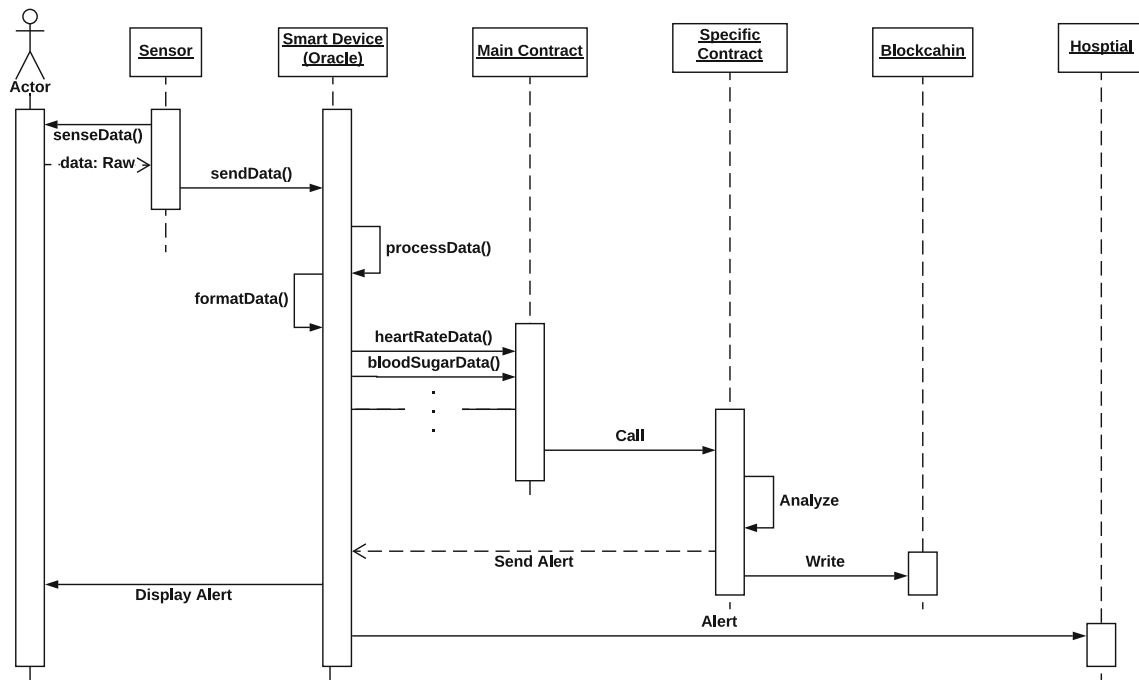 Actor
Sensor
Smart Device
(Oracle)
Main Contract
Specific
Contract
Blockcahin
Hosptial
senseData()
data: Raw
sendData()
processData()
formatData()
heartRateData()
bloodSugarData()
.
.
.
Call
Analyze
Send Alert
Write
Display Alert
Alert